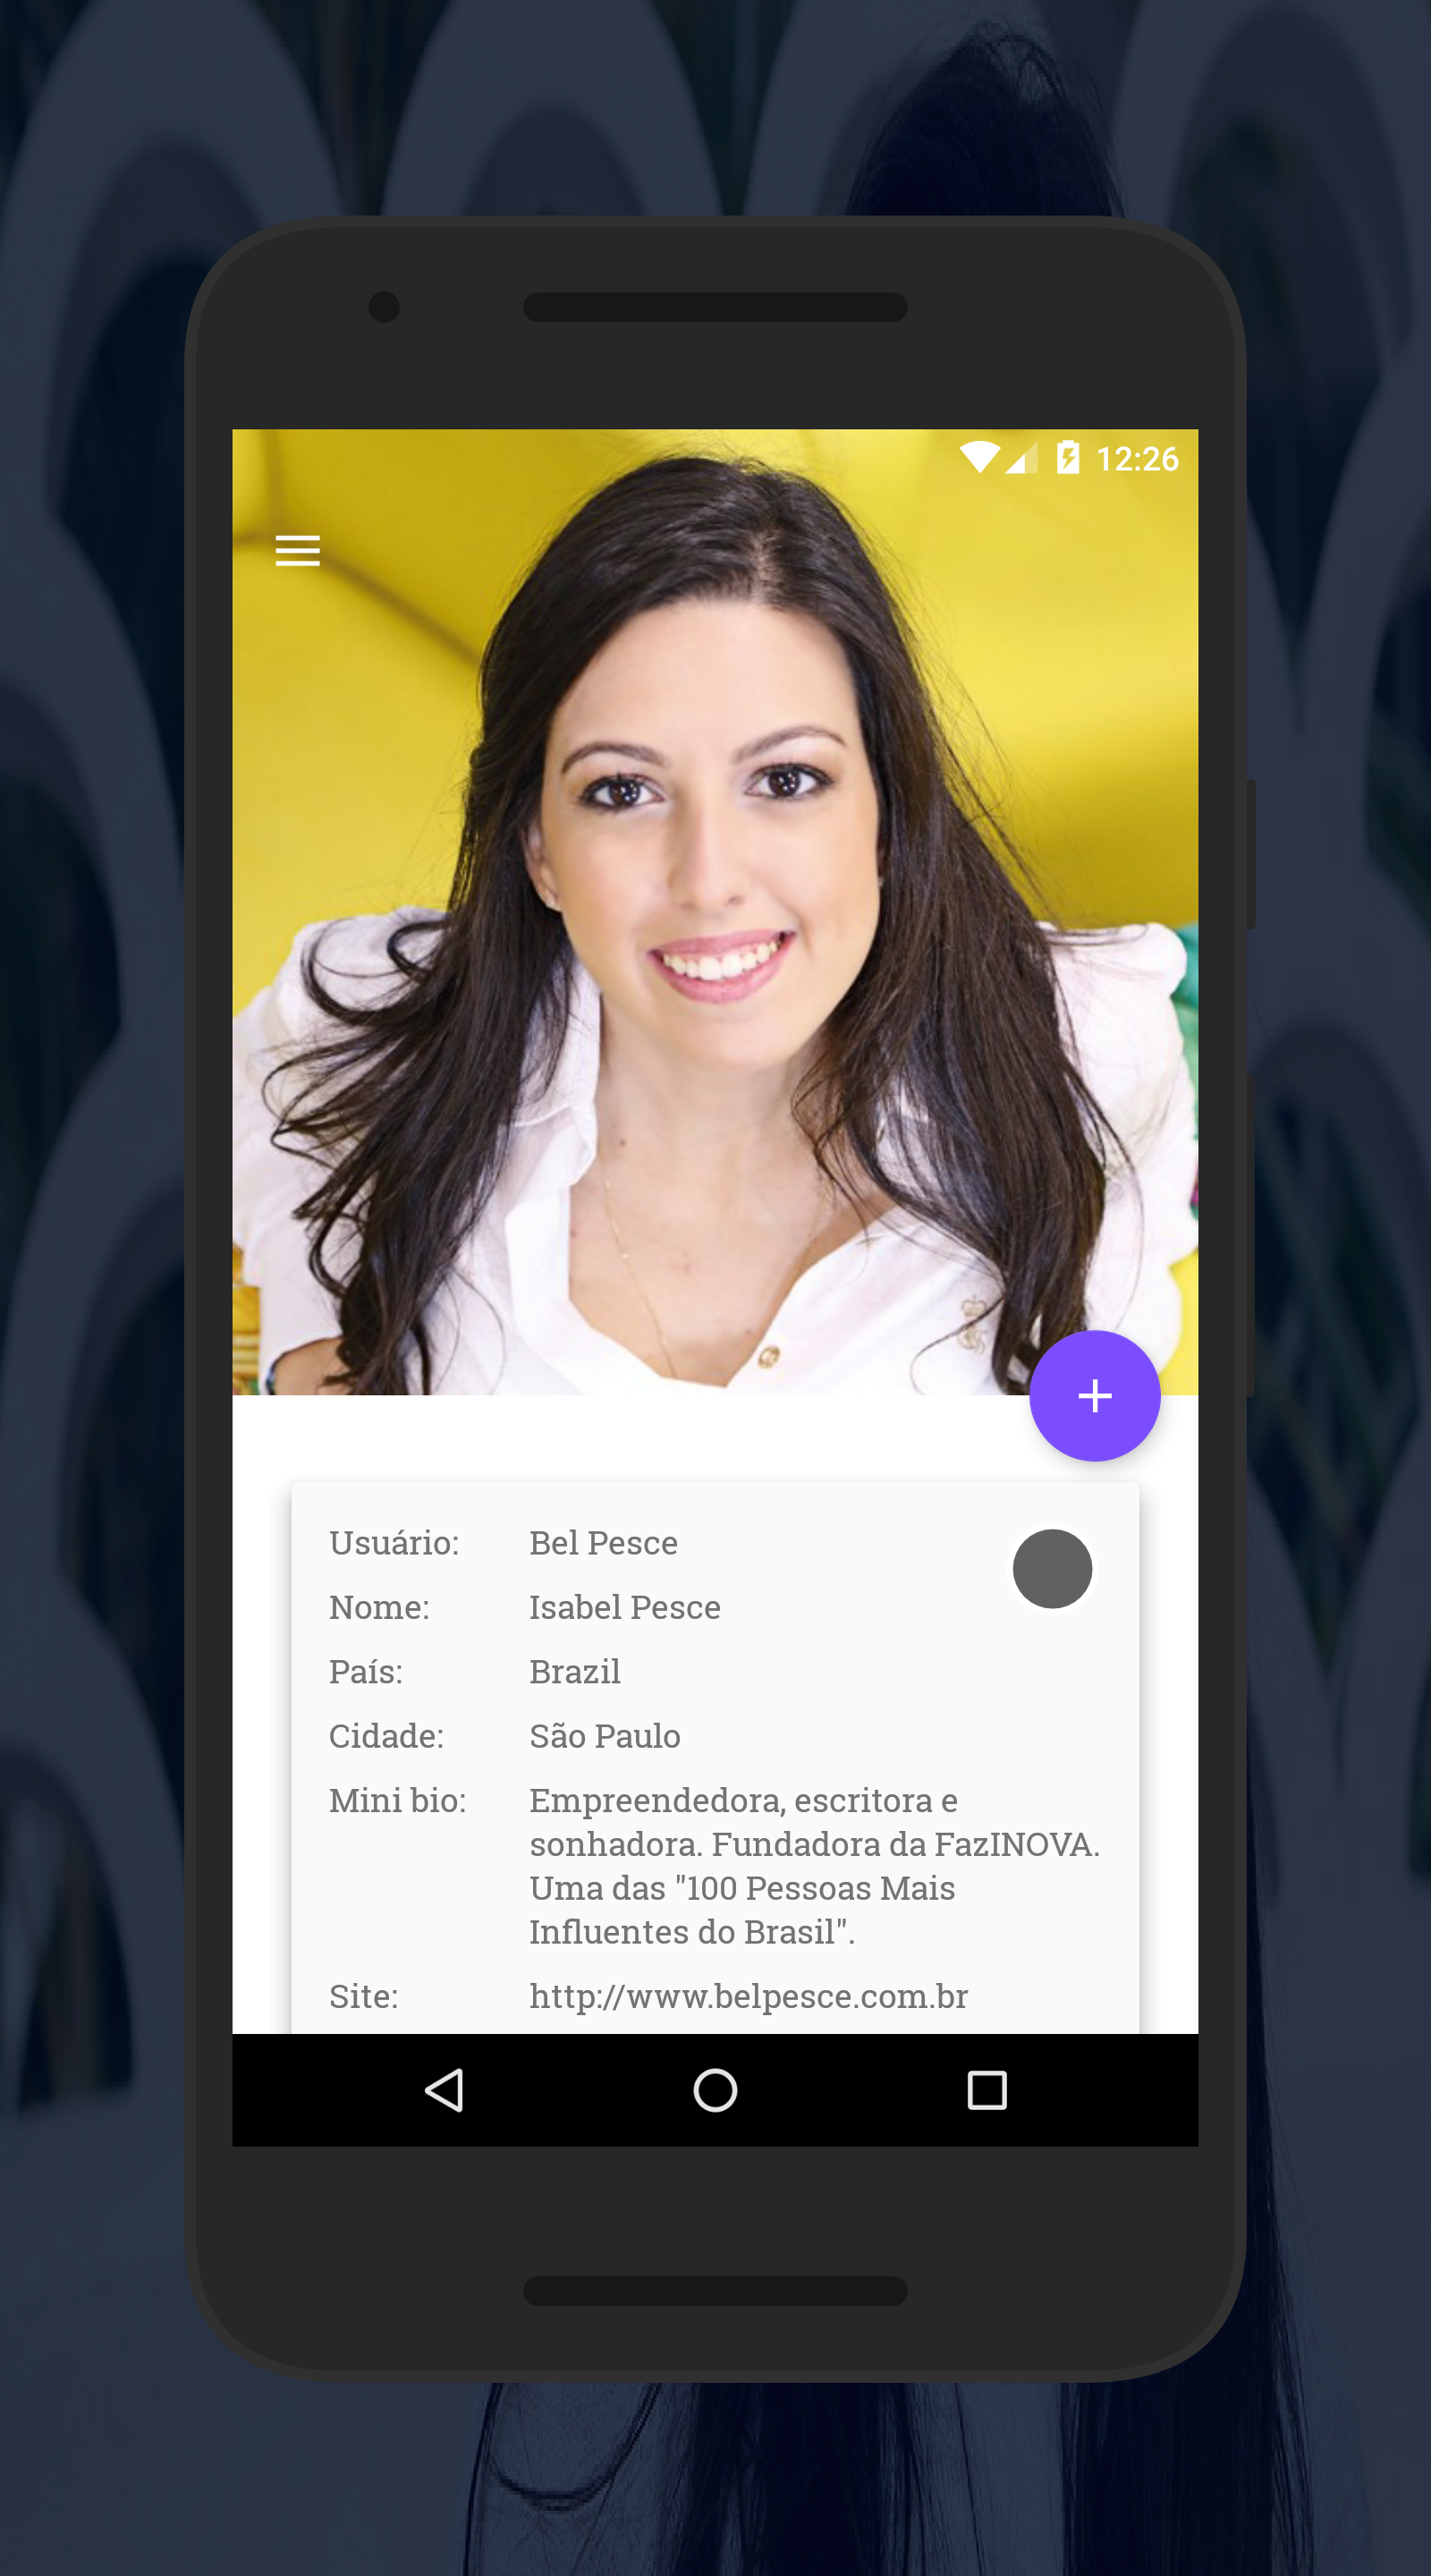 12:26
Usuário: Bel Pesce
Nome: Isabel Pesce
País: Brazil
Cidade: São Paulo
Mini bio: Empreendedora, escritora e
sonhadora. Fundadora da FazINOVA.
Uma das "100 Pessoas Mais
Influentes do Brasil".
Site: http://www.belpesce.com.br